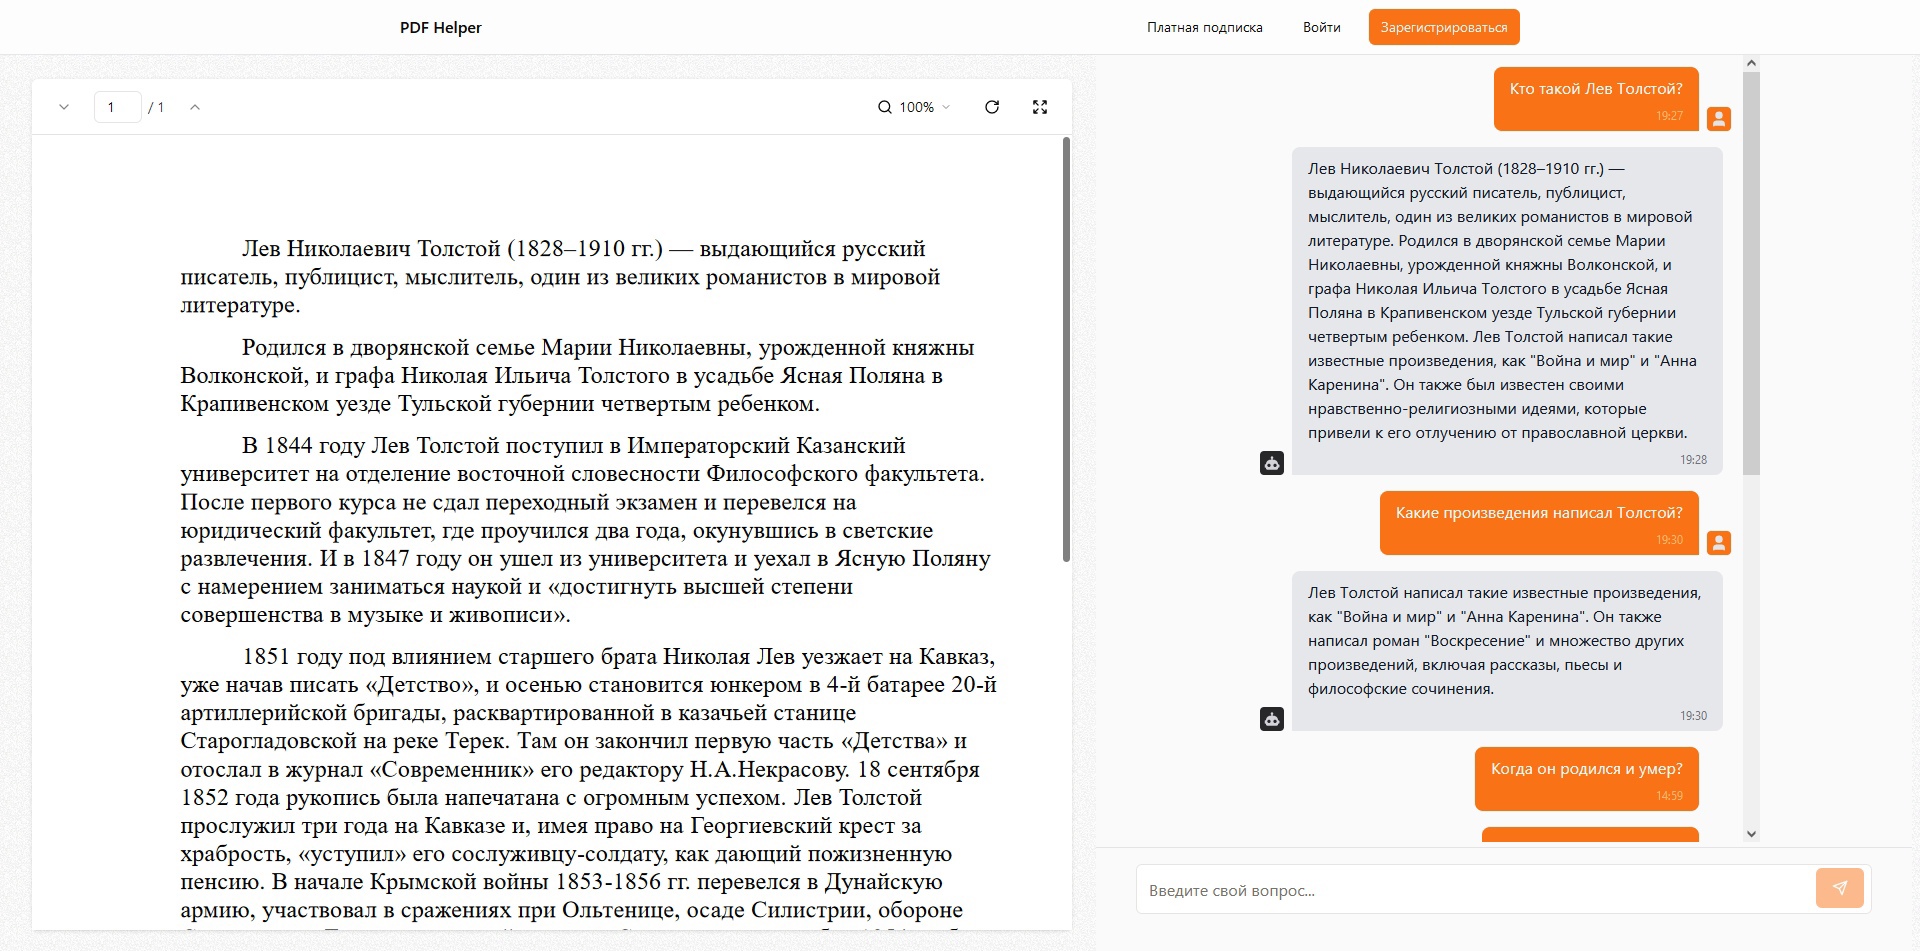 PDF Helper
Платная подписка
Войти
Зарегистрироваться
1 / 1
100%
Лев Николаевич Толстой (1828–1910 гг.) — выдающийся русский
писатель, публицист, мыслитель, один из великих романистов в мировой
литературе.
Родился в дворянской семье Марии Николаевны, урожденной княжны
Волконской, и графа Николая Ильича Толстого в усадьбе Ясная Поляна в
Крапивенском уезде Тульской губернии четвертым ребенком.
В 1844 году Лев Толстой поступил в Императорский Казанский
университет на отделение восточной словесности Философского факультета.
После первого курса не сдал переходный экзамен и перевелся на
юридический факультет, где проучился два года, окунувшись в светские
развлечения. И в 1847 году он ушел из университета и уехал в Ясную Поляну
с намерением заниматься наукой и «достигнуть высшей степени
совершенства в музыке и живописи».
1851 году под влиянием старшего брата Николая Лев уезжает на Кавказ,
уже начав писать «Детство», и осенью становится юнкером в 4-й батарее 20-й
артиллерийской бригады, расквартированной в казачьей станице
Старогладовской на реке Терек. Там он закончил первую часть «Детства» и
отослал в журнал «Современник» его редактору Н.А.Некрасову. 18 сентября
1852 года рукопись была напечатана с огромным успехом. Лев Толстой
прослужил три года на Кавказе и, имея право на Георгиевский крест за
храбрость, «уступил» его сослуживцу-солдату, как дающий пожизненную
пенсию. В начале Крымской войны 1853-1856 гг. перевелся в Дунайскую
армию, участвовал в сражениях при Ольтенице, осаде Силистрии, обороне
Кто такой Лев Толстой?
19:27
Лев Николаевич Толстой (1828–1910 гг.) —
выдающийся русский писатель, публицист,
мыслитель, один из великих романистов в мировой
литературе. Родился в дворянской семье Марии
Николаевны, урожденной княжны Волконской, и
графа Николая Ильича Толстого в усадьбе Ясная
Поляна в Крапивенском уезде Тульской губернии
четвертым ребенком. Лев Толстой написал такие
известные произведения, как "Война и мир" и "Анна
Каренина". Он также был известен своими
нравственно-религиозными идеями, которые
привели к его отлучению от православной церкви.
19:28
Какие произведения написал Толстой?
19:30
Лев Толстой написал такие известные произведения,
как "Война и мир" и "Анна Каренина". Он также
написал роман "Воскресение" и множество других
произведений, включая рассказы, пьесы и
философские сочинения.
19:30
Когда он родился и умер?
14:59
Введите свой вопрос...